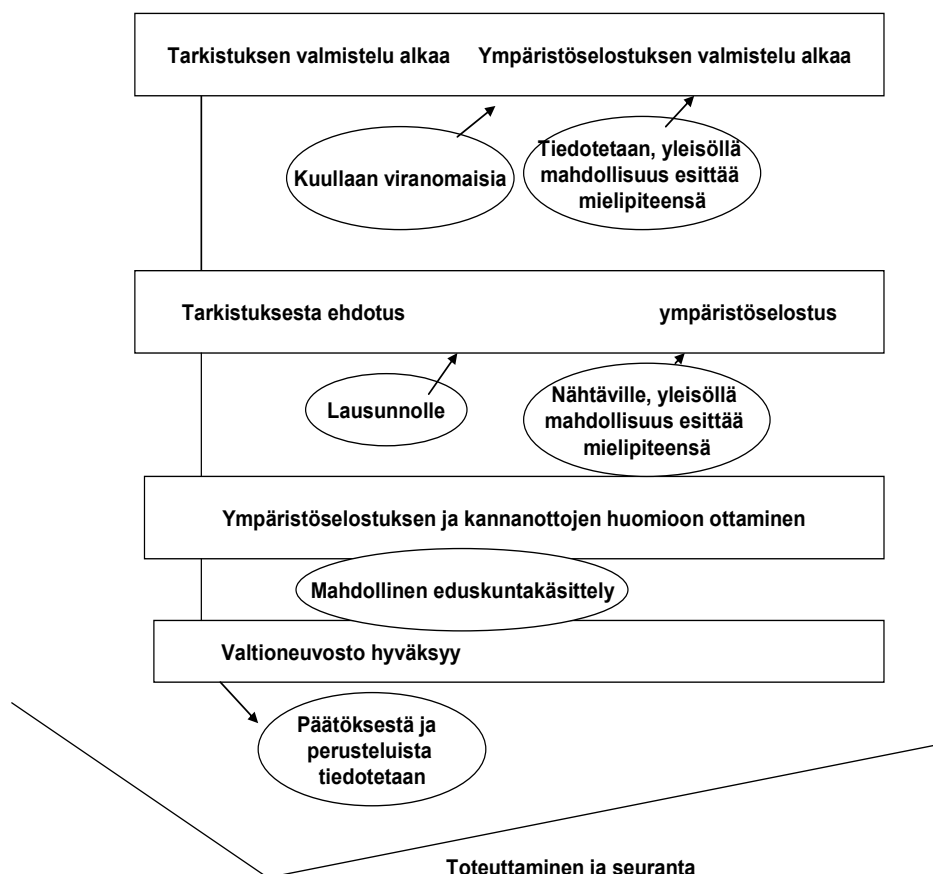 Tarkistuksen valmistelu alkaa Ympäristöselostuksen valmistelu alkaa
Kuullaan viranomaisia
Tiedotetaan, yleisöllä
mahdollisuus esittää
mielipiteensä
Tarkistuksesta ehdotus ympäristöselostus
Lausunnolle
Nähtäville, yleisöllä
mahdollisuus esittää
mielipiteensä
Ympäristöselostuksen ja kannanottojen huomioon ottaminen
Mahdollinen eduskuntakäsittely
Valtioneuvosto hyväksyy
Päätöksestä ja
perusteluista
tiedotetaan
Toteuttaminen ja seuranta